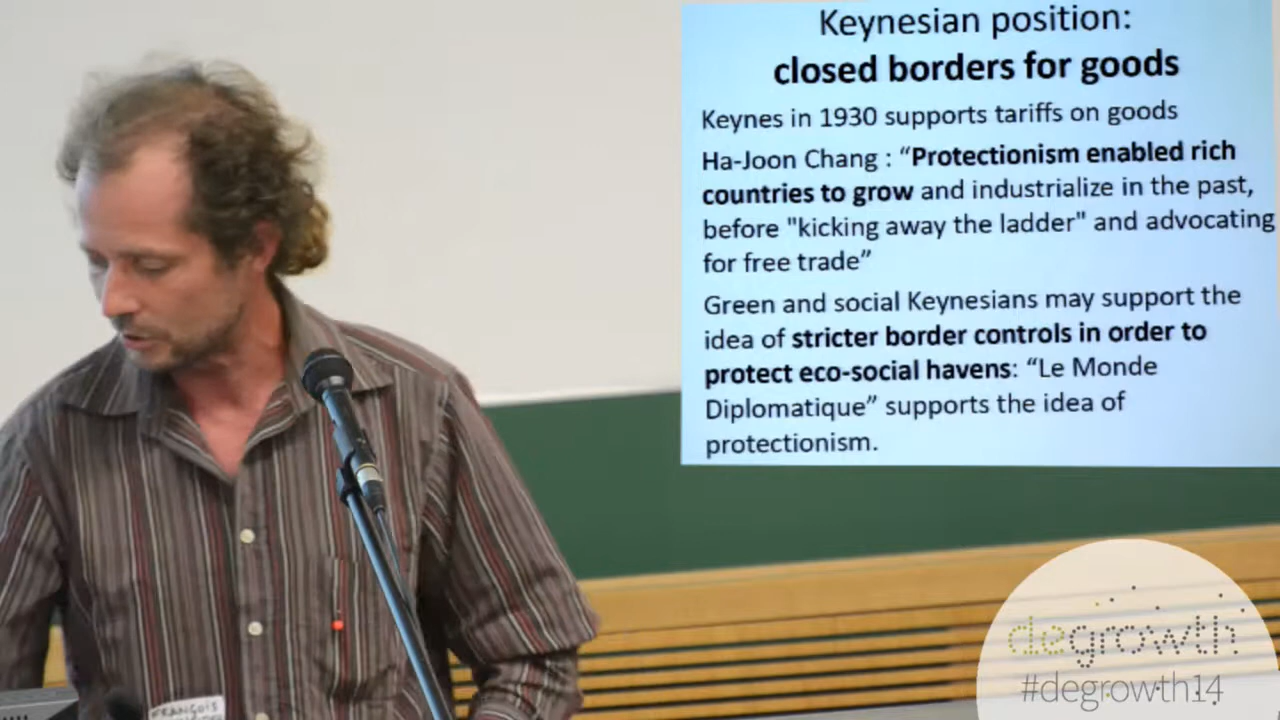 Keynesian position:
closed borders for goods
Keynes in 1930 supports tariffs on goods
Ha-Joon Chang : “Protectionism enabled rich
countries to grow and industrialize in the past,
before "kicking away the ladder" and advocating
for free trade”
Green and social Keynesians may support the
idea of stricter border controls in order to
protect eco-social havens: “Le Monde
Diplomatique” supports the idea of
protectionism.
FRANÇOIS
degrowth
#degrowth14